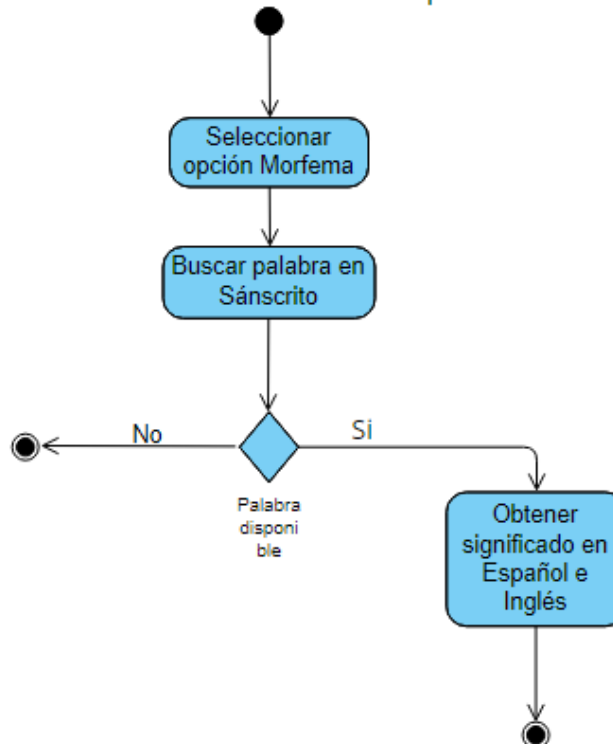 Seleccionar
opción Morfema
Buscar palabra en
Sánscrito
No
Si
Palabra
disponi
ble
Obtener
significado en
Español e
Inglés